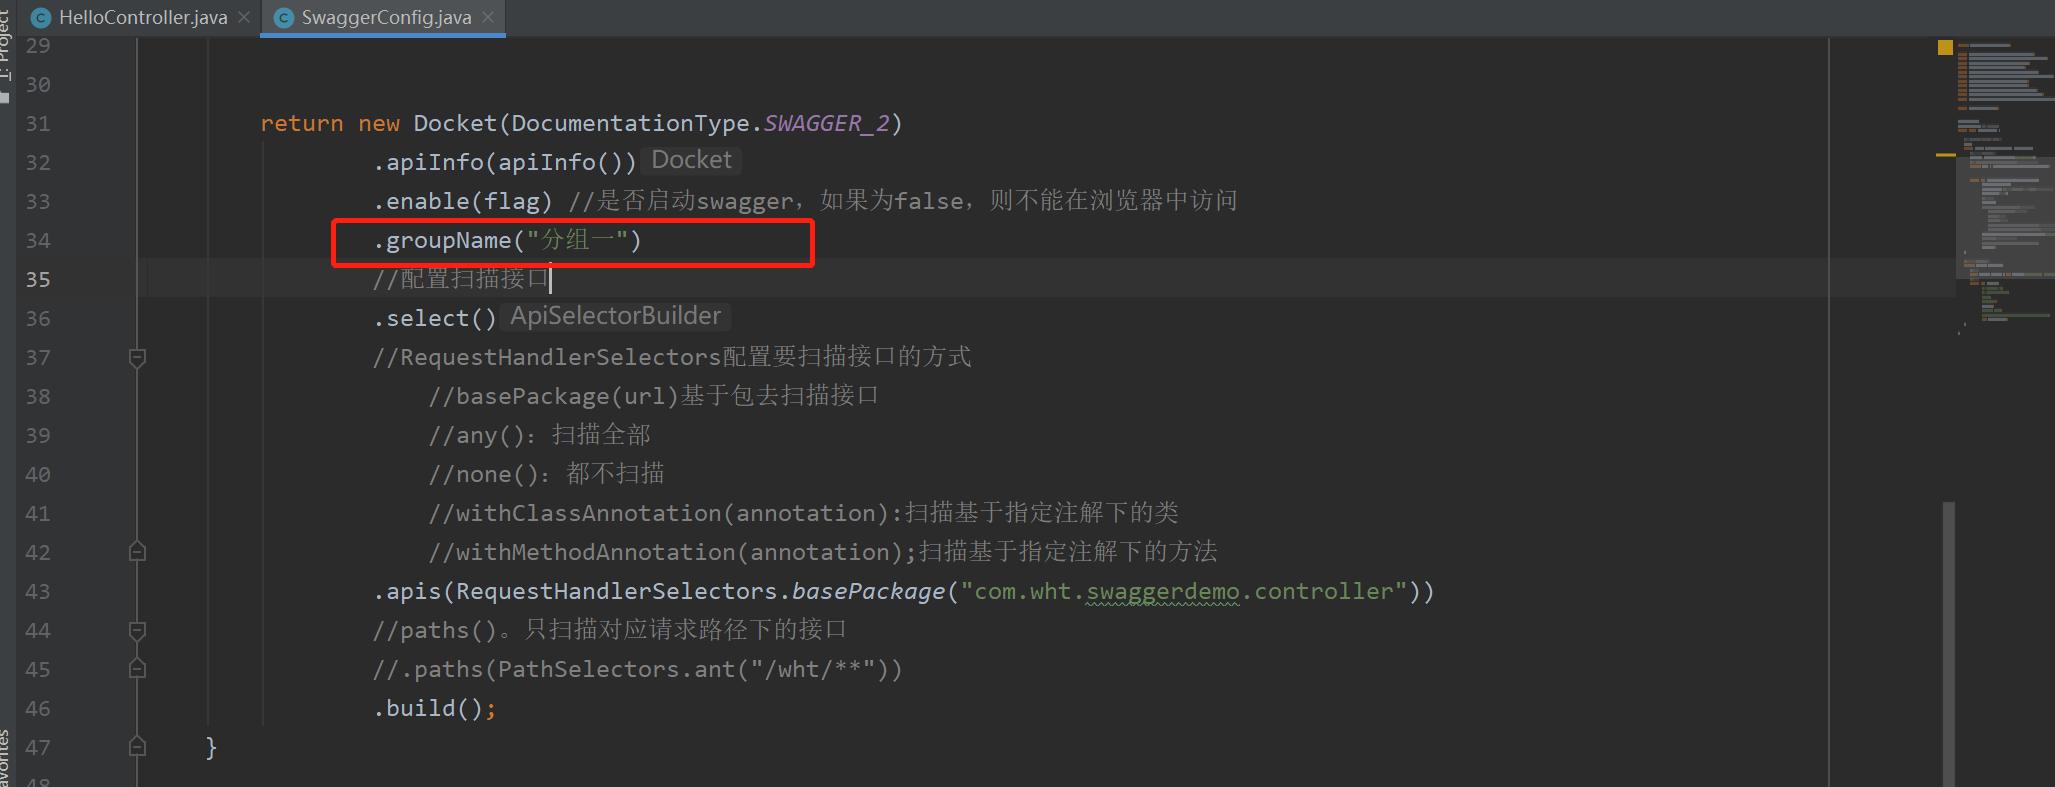 HelloController.java
SwaggerConfig.java
1: Project
29
30
31 return new Docket(DocumentationType.SWAGGER_2)
32 .apiInfo(apiInfo()) Docket
33 .enable(flag) //是否启动swagger，如果为false，则不能在浏览器中访问
34 .groupName("分组一")
35 //配置扫描接口
36 .select() ApiSelectorBuilder
37 //RequestHandlerSelectors配置要扫描接口的方式
38 //basePackage(url)基于包去扫描接口
39 //any()：扫描全部
40 //none()：都不扫描
41 //withClassAnnotation(annotation):扫描基于指定注解下的类
42 //withMethodAnnotation(annotation);扫描基于指定注解下的方法
43 .apis(RequestHandlerSelectors.basePackage("com.wht.swaggerdemo.controller"))
44 //paths()。只扫描对应请求路径下的接口
45 //.paths(PathSelectors.ant("/wht/**"))
46 .build();
47 }
48
avorites